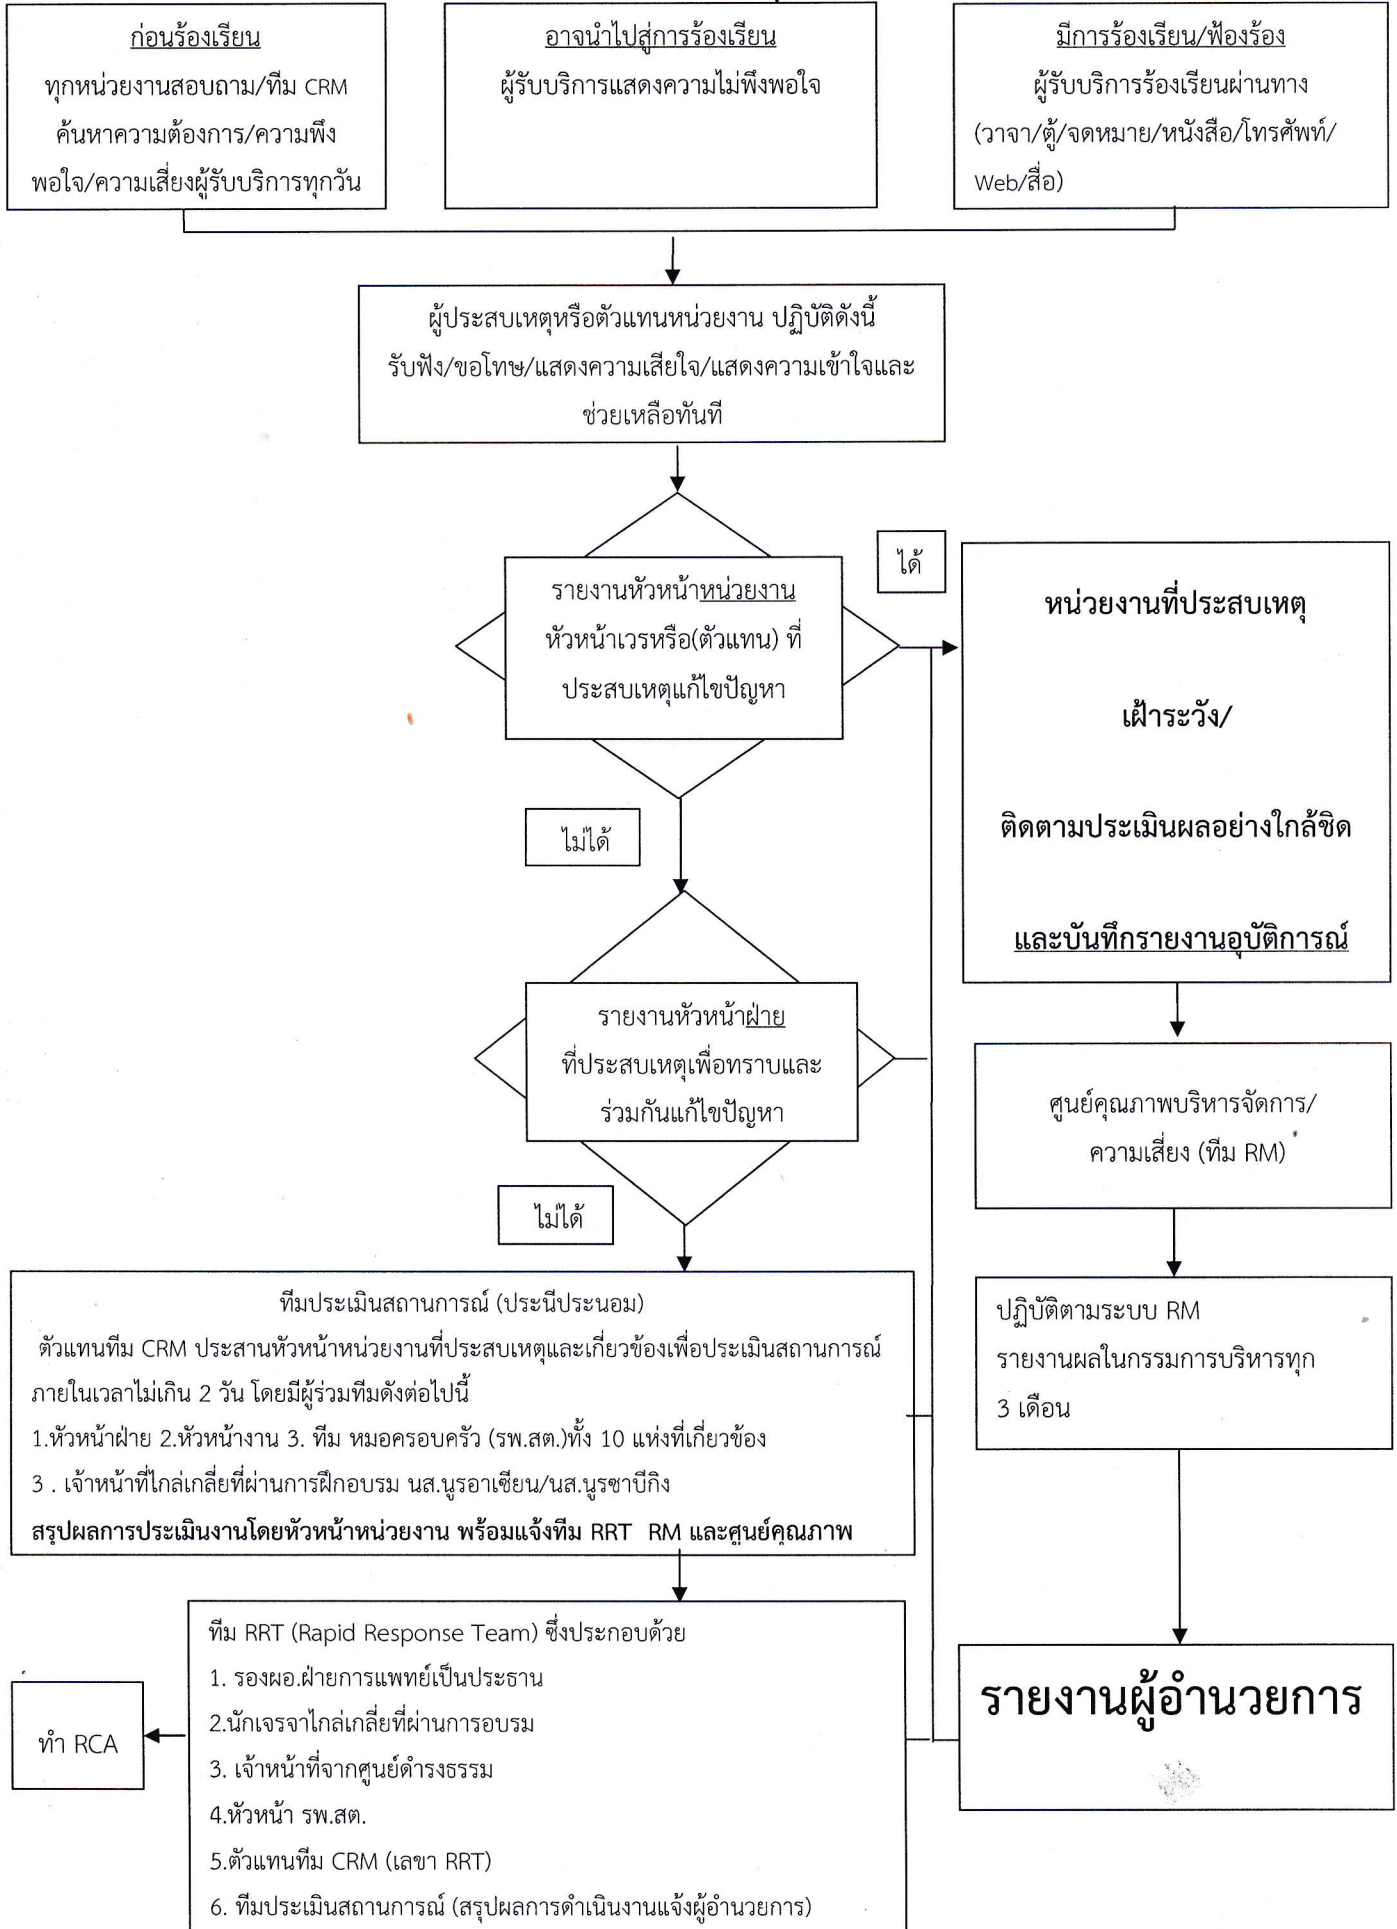 ก่อนร้องเรียน
ทุกหน่วยงานสอบถาม/ทีม CRM
ค้นหาความต้องการ/ความพึง
พอใจ/ความเสี่ยงผู้รับบริการทุกวัน
อาจนำไปสู่การร้องเรียน
ผู้รับบริการแสดงความไม่พึงพอใจ
มีการร้องเรียน/ฟ้องร้อง
ผู้รับบริการร้องเรียนผ่านทาง
(วาจา/ตู้/จดหมาย/หนังสือ/โทรศัพท์/
Web/สื่อ)
ผู้ประสบเหตุหรือตัวแทนหน่วยงาน ปฏิบัติดังนี้
รับฟัง/ขอโทษ/แสดงความเสียใจ/แสดงความเข้าใจและ
ช่วยเหลือทันที
รายงานหัวหน้าหน่วยงาน
หัวหน้าเวรหรือ(ตัวแทน) ที่
ประสบเหตุแก้ไขปัญหา
ได้
หน่วยงานที่ประสบเหตุ
เฝ้าระวัง/
ติดตามประเมินผลอย่างใกล้ชิด
และบันทึกรายงานอุบัติการณ์
ไม่ได้
รายงานหัวหน้าฝ่าย
ที่ประสบเหตุเพื่อทราบและ
ร่วมกันแก้ไขปัญหา
ศูนย์คุณภาพบริหารจัดการ/
ความเสี่ยง (ทีม RM)
ไม่ได้
ทีมประเมินสถานการณ์ (ประนีประนอม)
ตัวแทนทีม CRM ประสานหัวหน้าหน่วยงานที่ประสบเหตุและเกี่ยวข้องเพื่อประเมินสถานการณ์
ภายในเวลาไม่เกิน 2 วัน โดยมีผู้ร่วมทีมดังต่อไปนี้
1.หัวหน้าฝ่าย 2.หัวหน้างาน 3. ทีม หมอครอบครัว (รพ.สต.)ทั้ง 10 แห่งที่เกี่ยวข้อง
3 . เจ้าหน้าที่ไกล่เกลี่ยที่ผ่านการฝึกอบรม นส.นูรอาเซียน/นส.นูรซาบีกิง
สรุปผลการประเมินงานโดยหัวหน้าหน่วยงาน พร้อมแจ้งทีม RRT RM และศูนย์คุณภาพ
ปฏิบัติตามระบบ RM
รายงานผลในกรรมการบริหารทุก
3 เดือน
ทีม RRT (Rapid Response Team) ซึ่งประกอบด้วย
1. รองผอ.ฝ่ายการแพทย์เป็นประธาน
2.นักเจรจาไกล่เกลี่ยที่ผ่านการอบรม
3. เจ้าหน้าที่จากศูนย์ดำรงธรรม
4.หัวหน้า รพ.สต.
5.ตัวแทนทีม CRM (เลขา RRT)
6. ทีมประเมินสถานการณ์ (สรุปผลการดำเนินงานแจ้งผู้อำนวยการ)
ทำ RCA
รายงานผู้อำนวยการ